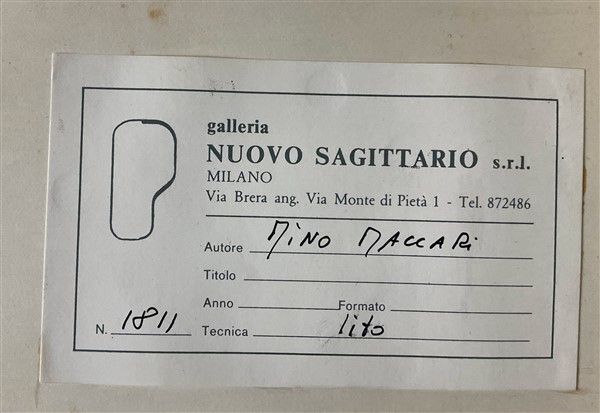 galleria
NUOVO SAGITTARIO s.r.l.
MILANO
Via Brera ang. Via Monte di Pietà 1 - Tel. 872486
Autore MINO MACCARI
Titolo
Anno Formato
N. 1811 Tecnica lito